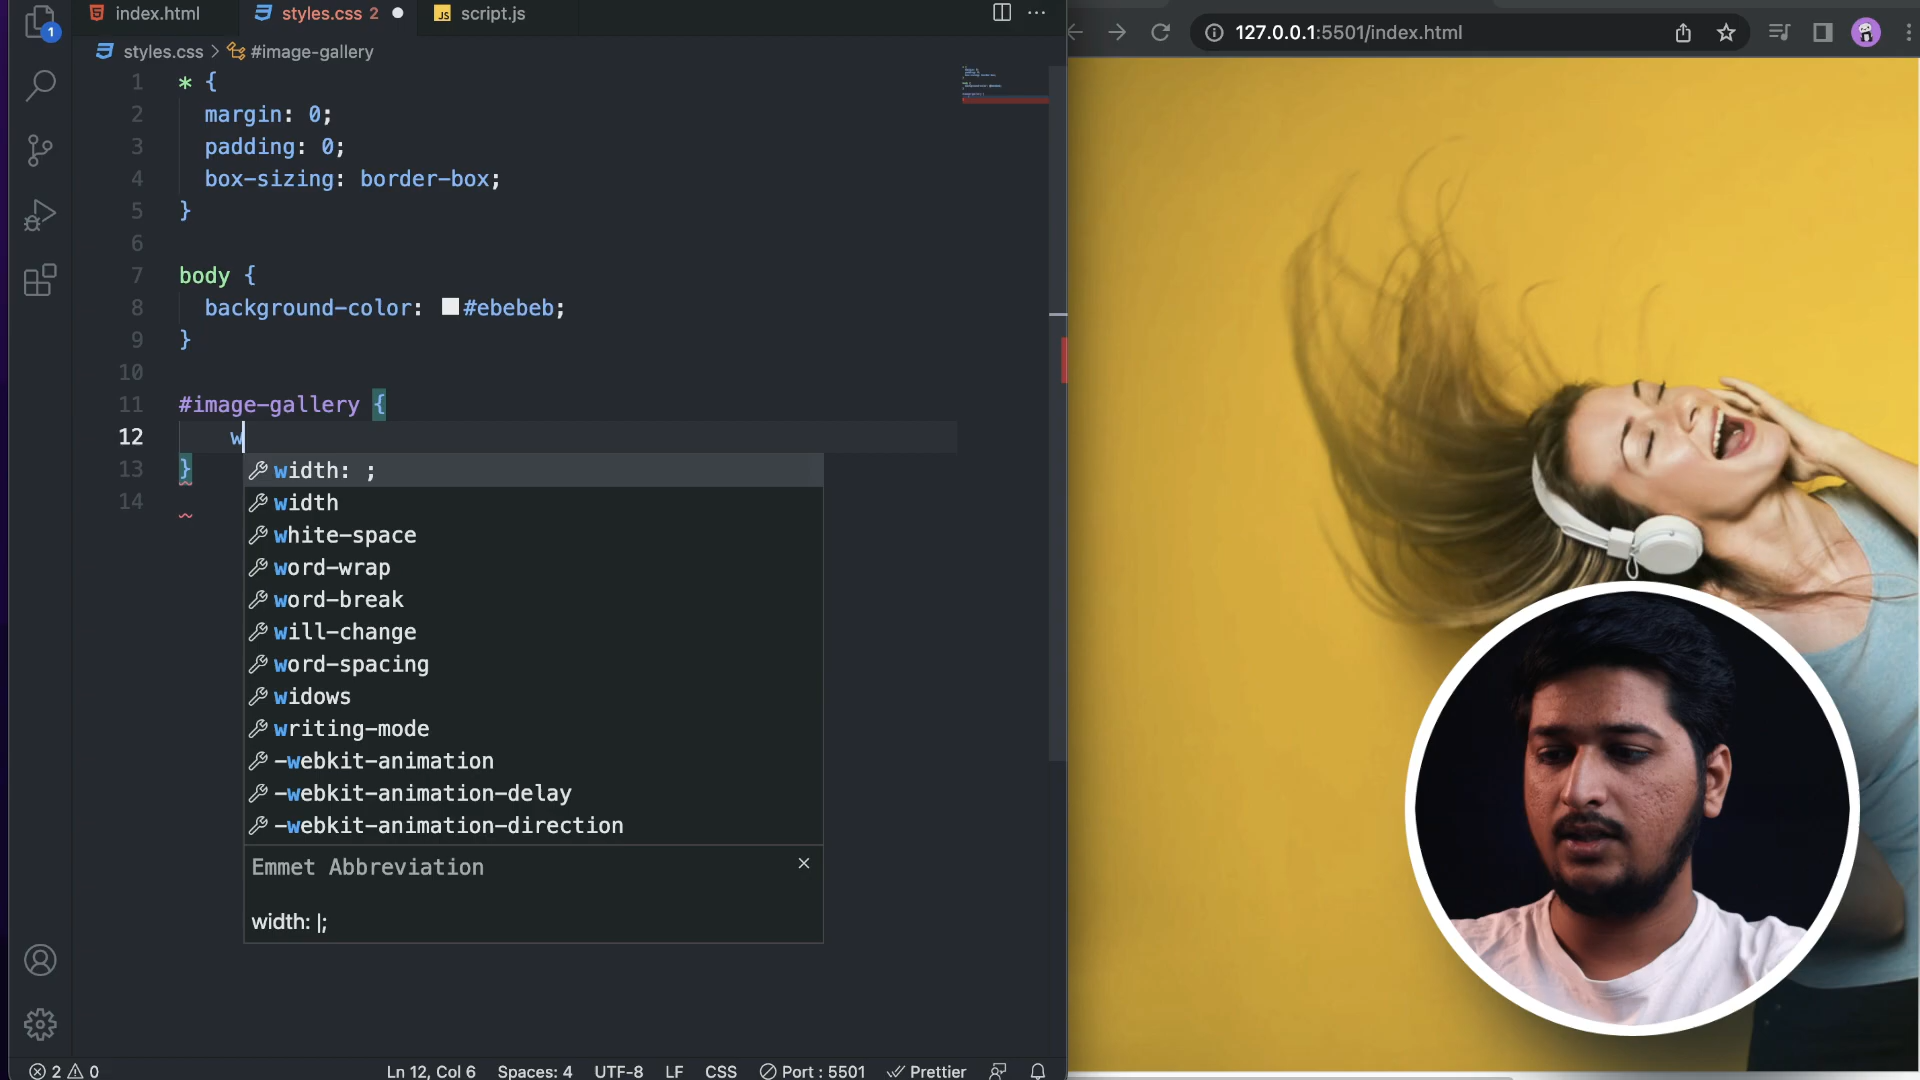 index.html
styles.css 2
JS script.js
127.0.0.1:5501/index.html
1
styles.css > #image-gallery
1 * {
2 margin: 0;
3 padding: 0;
4 box-sizing: border-box;
5 }
6
7 body {
8 background-color: #ebebeb;
9 }
10
11 #image-gallery {
12 w
13 }
14
width: ;
width
white-space
word-wrap
word-break
will-change
word-spacing
widows
writing-mode
-webkit-animation
-webkit-animation-delay
-webkit-animation-direction
Emmet Abbreviation
width: |;
2 0 Ln 12, Col 6 Spaces: 4 UTF-8 LF CSS Port : 5501 Prettier